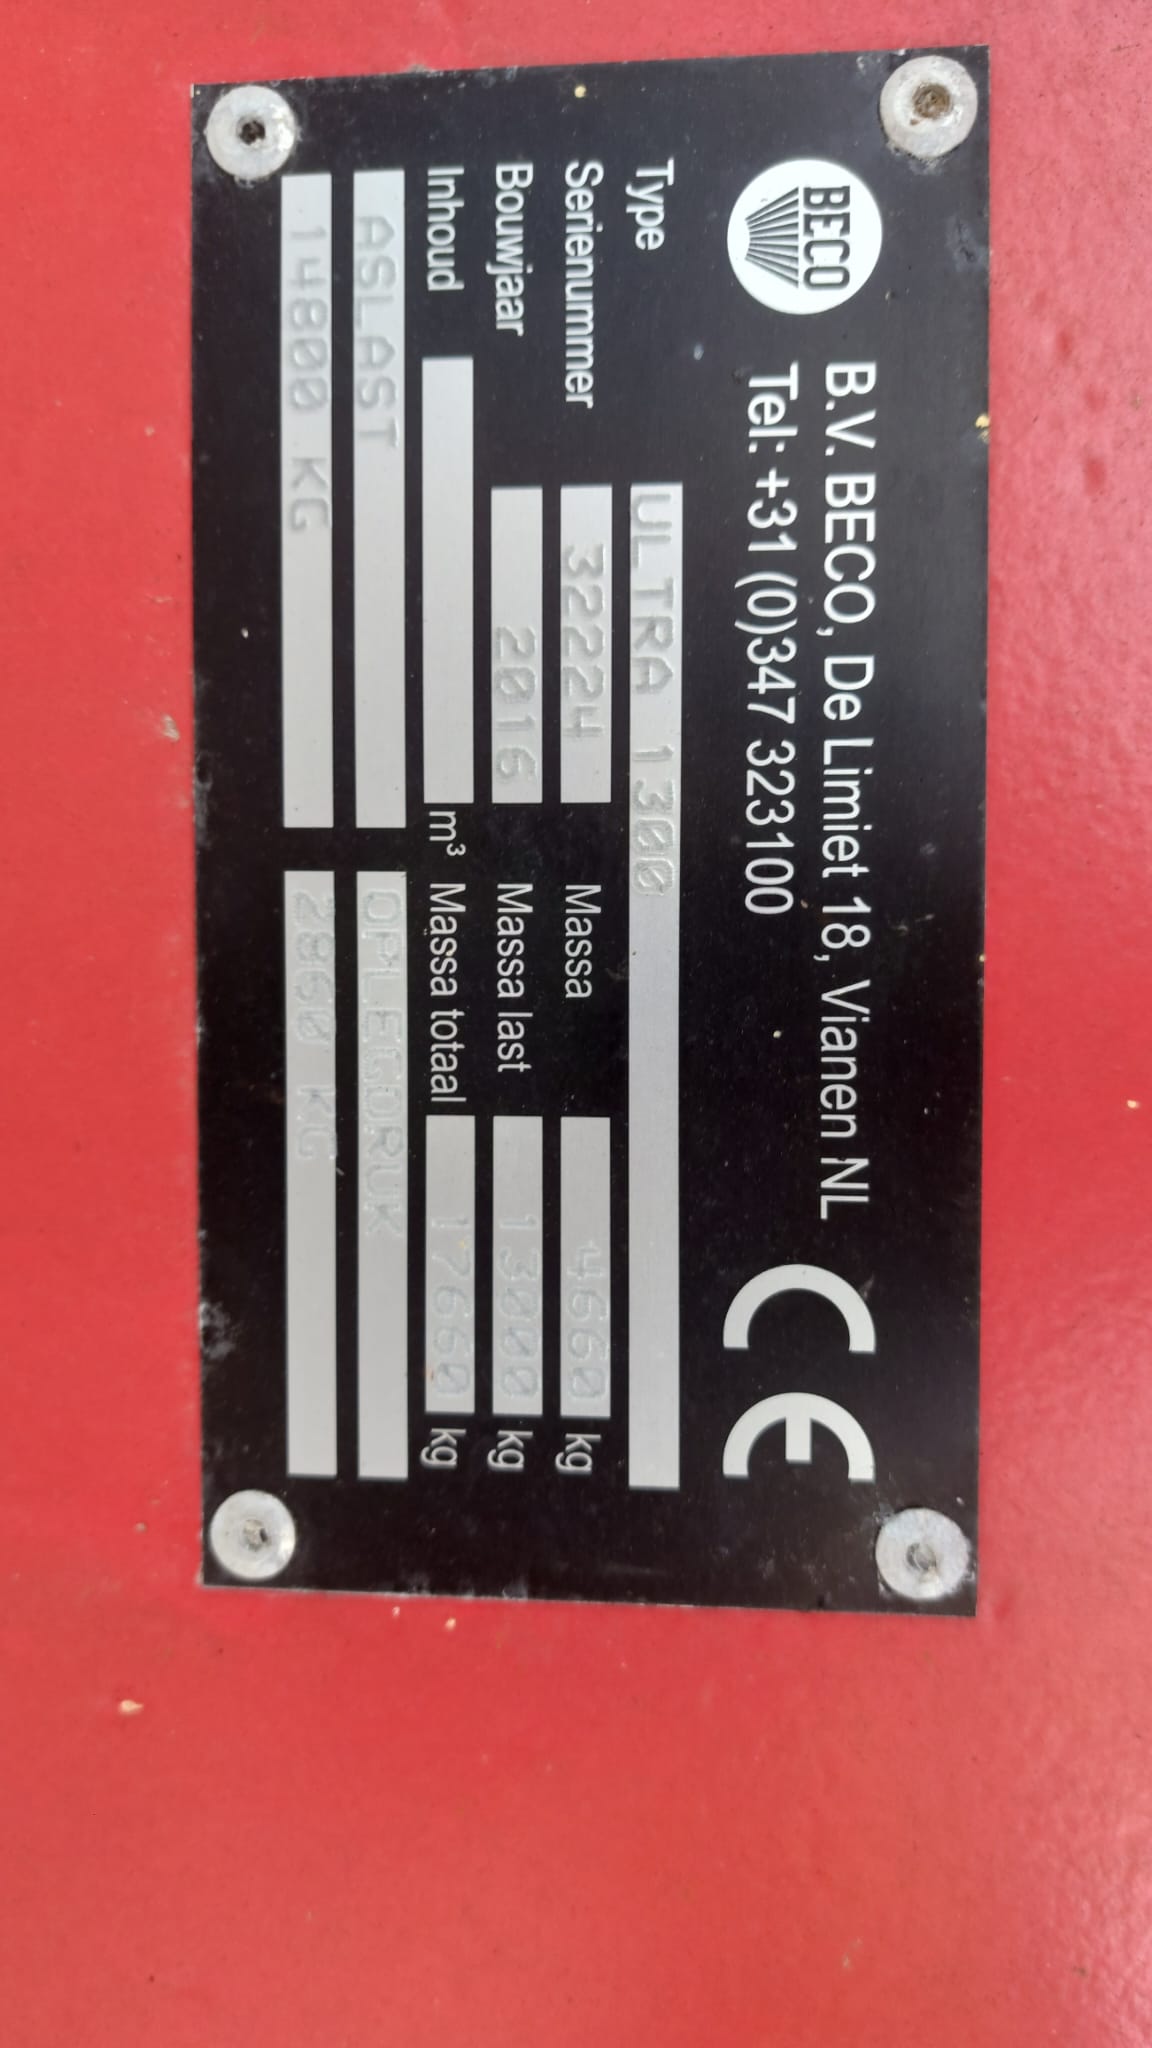 BECO
B.V. BECO, De Limiet 18, Vianen NL
Tel: +31 (0)347 323100
CE
Type ULTRA 1300
Serienummer 32224 Massa 4660 kg
Bouwjaar 2016 Massa last 13000 kg
Inhoud m³ Massa totaal 17660 kg
ASLAST OPLEGDRUK
14800 KG 2860 KG